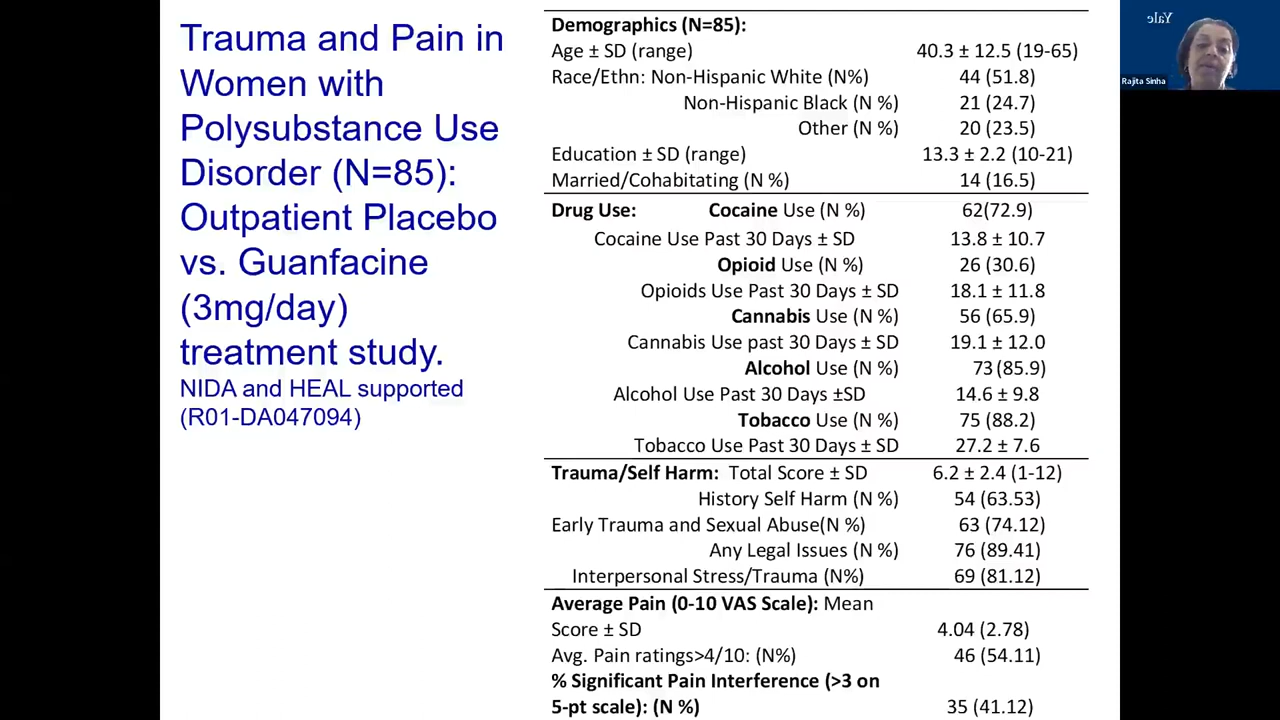 Trauma and Pain in
Women with
Polysubstance Use
Disorder (N=85):
Outpatient Placebo
vs. Guanfacine
(3mg/day)
treatment study.
NIDA and HEAL supported
(R01-DA047094)
Demographics (N=85):
Age ± SD (range) 40.3 ± 12.5 (19-65)
Race/Ethn: Non-Hispanic White (N%) 44 (51.8)
Non-Hispanic Black (N %) 21 (24.7)
Other (N %) 20 (23.5)
Education ± SD (range) 13.3 ± 2.2 (10-21)
Married/Cohabitating (N %) 14 (16.5)
Drug Use: Cocaine Use (N %) 62(72.9)
Cocaine Use Past 30 Days ± SD 13.8 ± 10.7
Opioid Use (N %) 26 (30.6)
Opioids Use Past 30 Days ± SD 18.1 ± 11.8
Cannabis Use (N %) 56 (65.9)
Cannabis Use past 30 Days ± SD 19.1 ± 12.0
Alcohol Use (N %) 73 (85.9)
Alcohol Use Past 30 Days ±SD 14.6 ± 9.8
Tobacco Use (N %) 75 (88.2)
Tobacco Use Past 30 Days ± SD 27.2 ± 7.6
Trauma/Self Harm: Total Score ± SD 6.2 ± 2.4 (1-12)
History Self Harm (N %) 54 (63.53)
Early Trauma and Sexual Abuse(N %) 63 (74.12)
Any Legal Issues (N %) 76 (89.41)
Interpersonal Stress/Trauma (N%) 69 (81.12)
Average Pain (0-10 VAS Scale): Mean
Score ± SD 4.04 (2.78)
Avg. Pain ratings>4/10: (N%) 46 (54.11)
% Significant Pain Interference (>3 on
5-pt scale): (N %) 35 (41.12)
Yale
Rajita Sinha